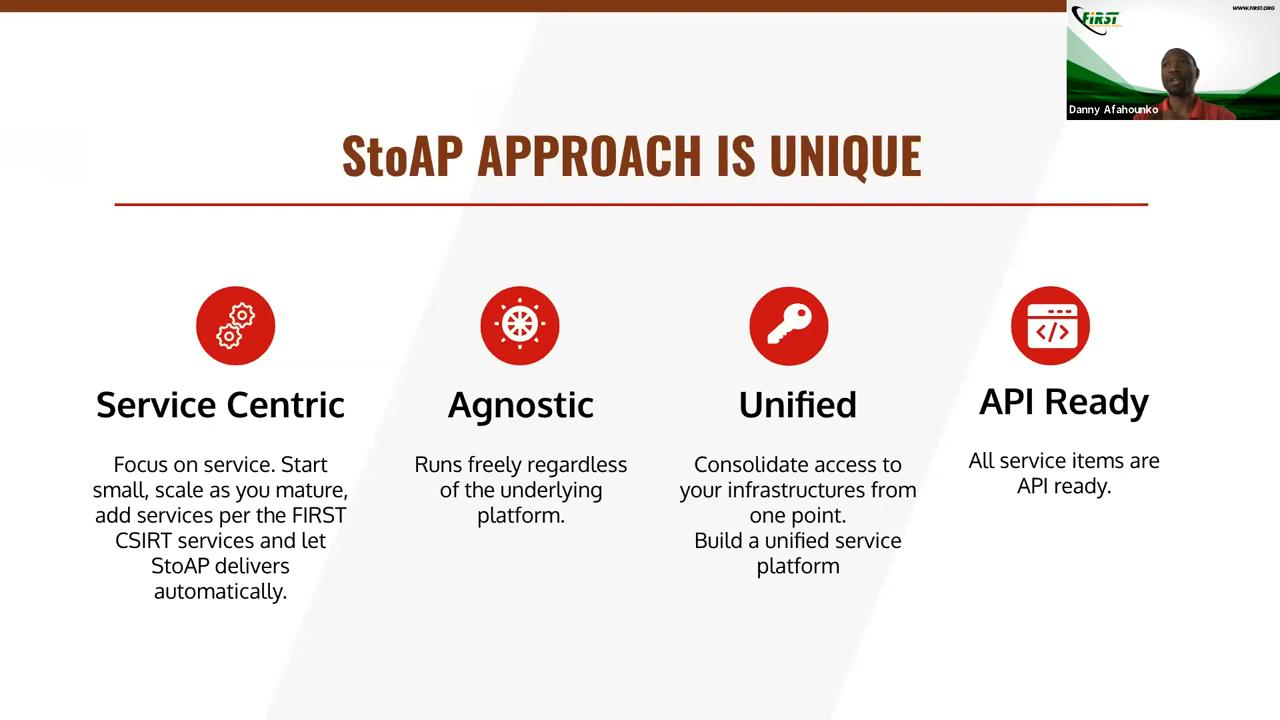 WWW.FIRST.ORG
FiRST
Danny Afahounko
StoAP APPROACH IS UNIQUE
Service Centric
Focus on service. Start
small, scale as you mature,
add services per the FIRST
CSIRT services and let
StoAP delivers
automatically.
Agnostic
Runs freely regardless
of the underlying
platform.
Unified
Consolidate access to
your infrastructures from
one point.
Build a unified service
platform
API Ready
All service items are
API ready.